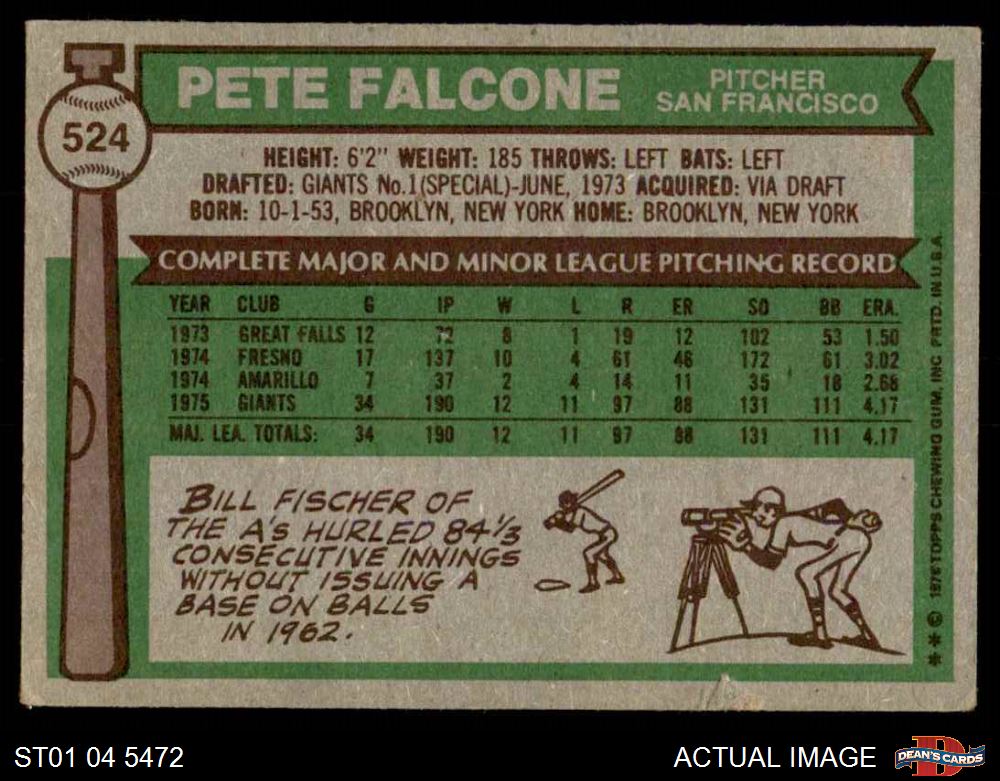 PETE FALCONE
PITCHER
SAN FRANCISCO
524
HEIGHT: 6'2" WEIGHT: 185 THROWS: LEFT BATS: LEFT
DRAFTED: GIANTS No.1(SPECIAL)-JUNE, 1973 ACQUIRED: VIA DRAFT
BORN: 10-1-53, BROOKLYN, NEW YORK HOME: BROOKLYN, NEW YORK
COMPLETE MAJOR AND MINOR LEAGUE PITCHING RECORD
YEAR CLUB G IP W L R ER SO BB ERA.
1973 GREAT FALLS 12 72 8 1 19 12 102 53 1.50
1974 FRESNO 17 137 10 4 61 46 172 61 3.02
1974 AMARILLO 7 37 2 4 14 11 35 18 2.68
1975 GIANTS 34 190 12 11 97 88 131 111 4.17
MAJ. LEA. TOTALS: 34 190 12 11 97 88 131 111 4.17
BILL FISCHER OF
THE A'S HURLED 84 1/3
CONSECUTIVE INNINGS
WITHOUT ISSUING A
BASE ON BALLS
IN 1962.
** © 1976 TOPPS CHEWING GUM, INC PRTD. IN U.S.A.
ST01 04 5472
ACTUAL IMAGE
DEAN'S CARDS